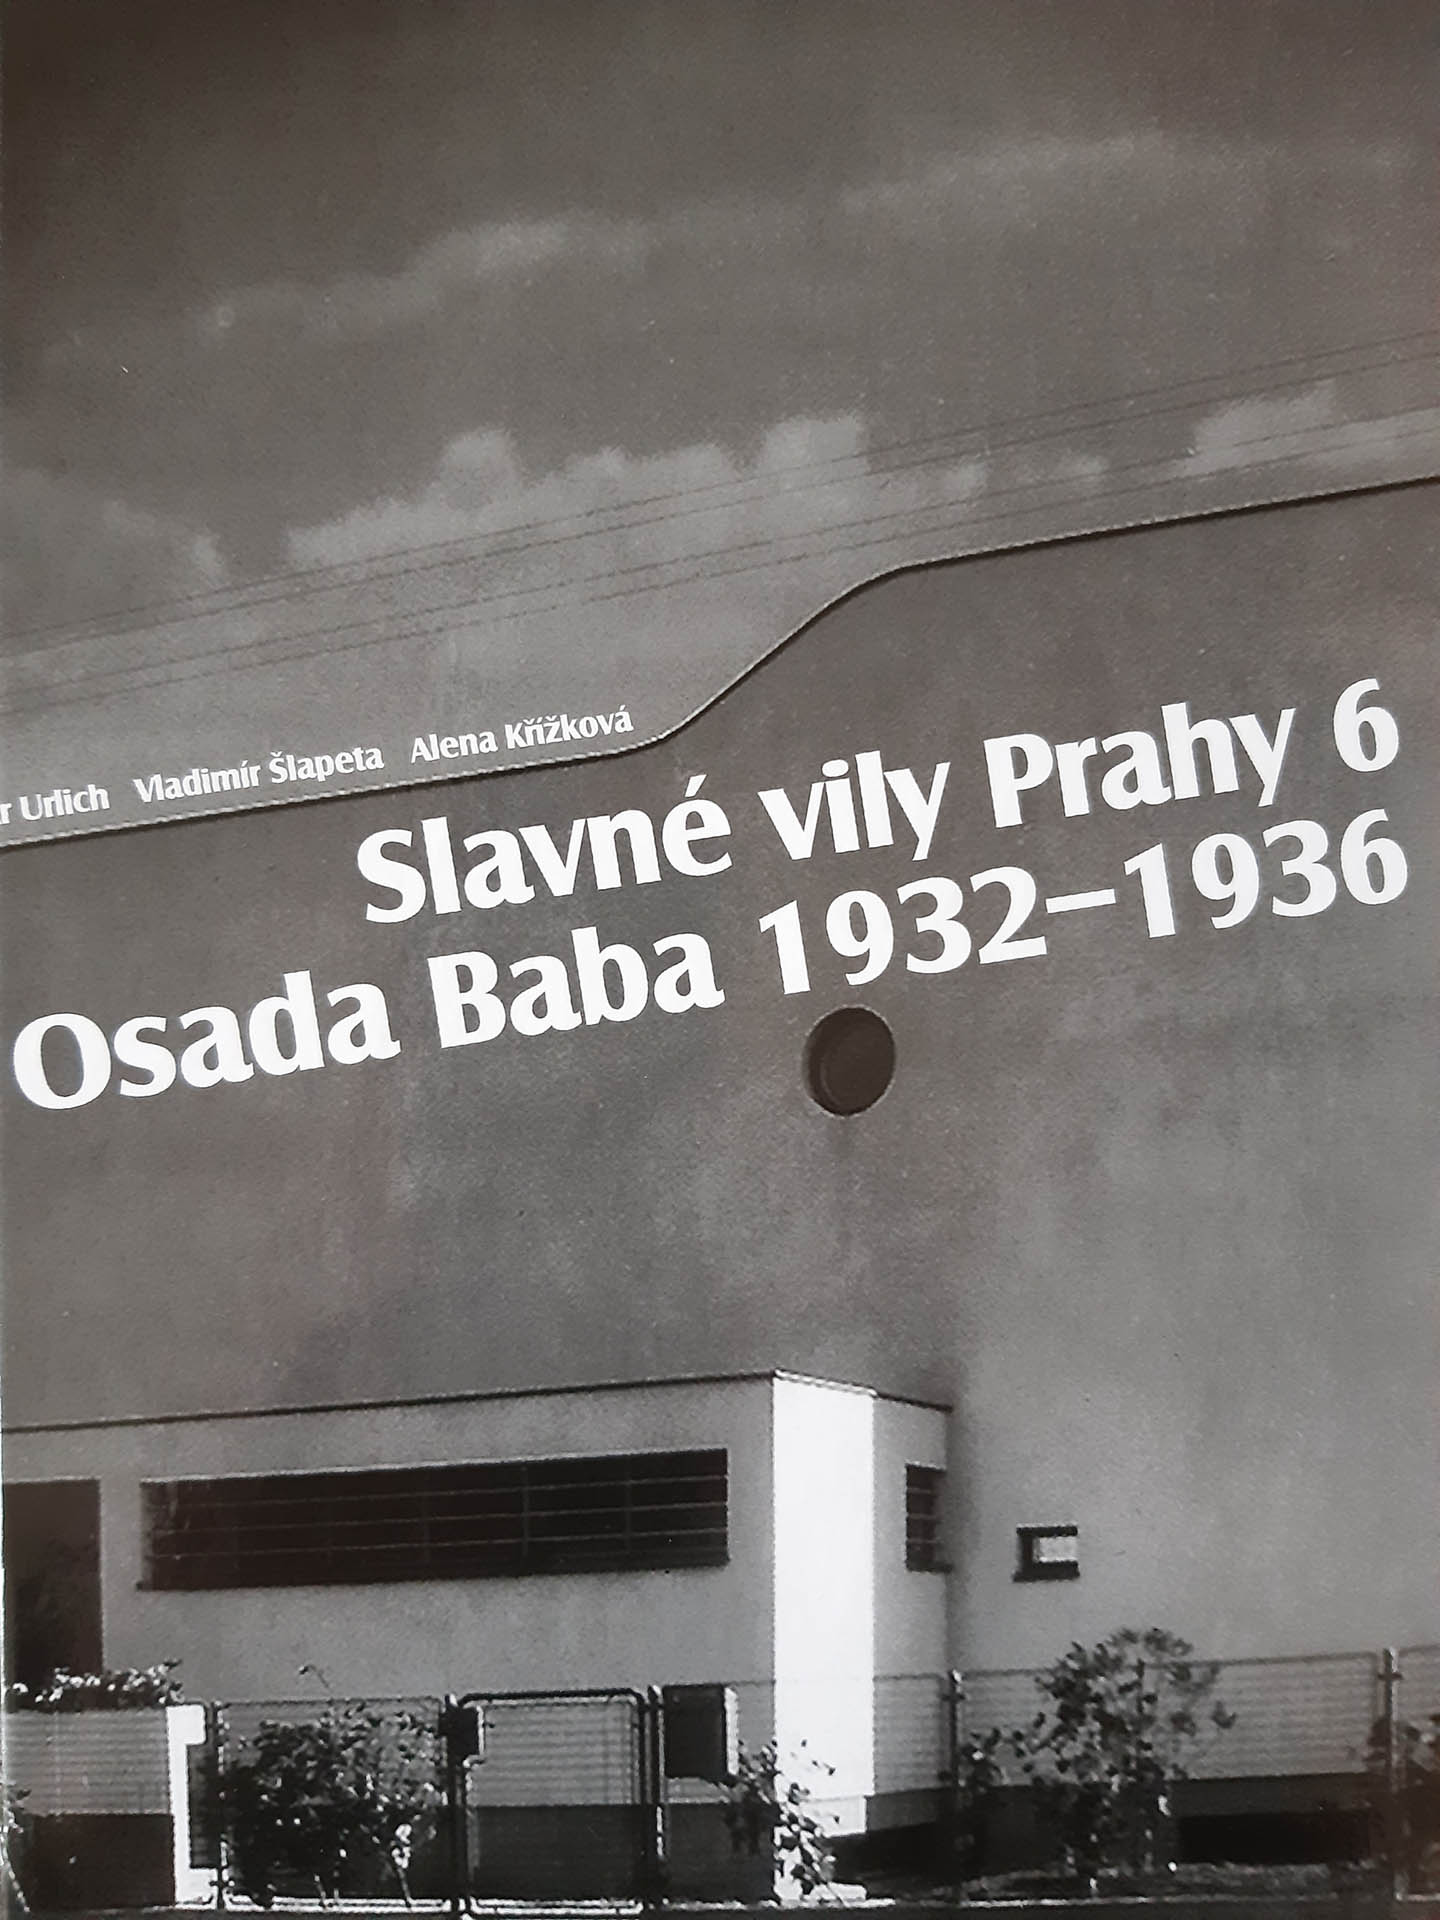 r Urlich Vladimír Šlapeta Alena Křížková
Slavné vily Prahy 6
Osada Baba 1932–1936